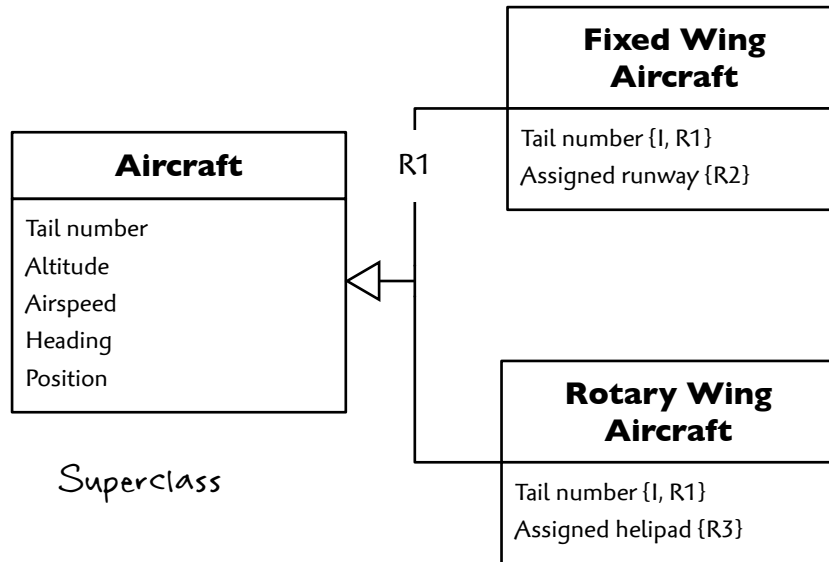 Aircraft
Tail number
Altitude
Airspeed
Heading
Position
Superclass
R1
Fixed Wing
Aircraft
Tail number {I, R1}
Assigned runway {R2}
Rotary Wing
Aircraft
Tail number {I, R1}
Assigned helipad {R3}